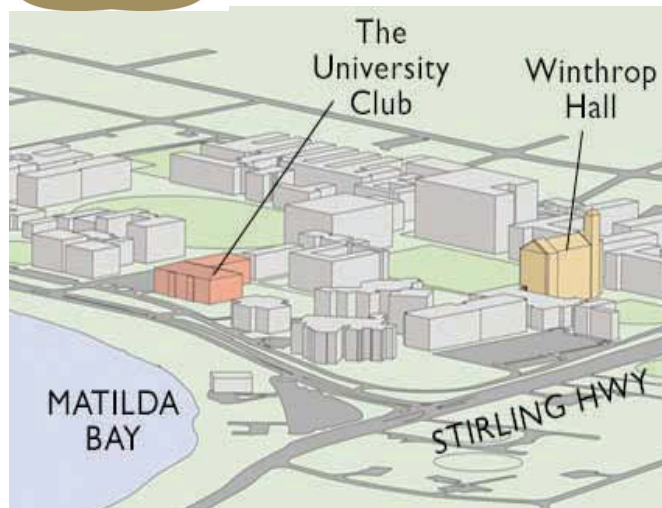 The
University
Club
Winthrop
Hall
MATILDA
BAY
STIRLING HWY